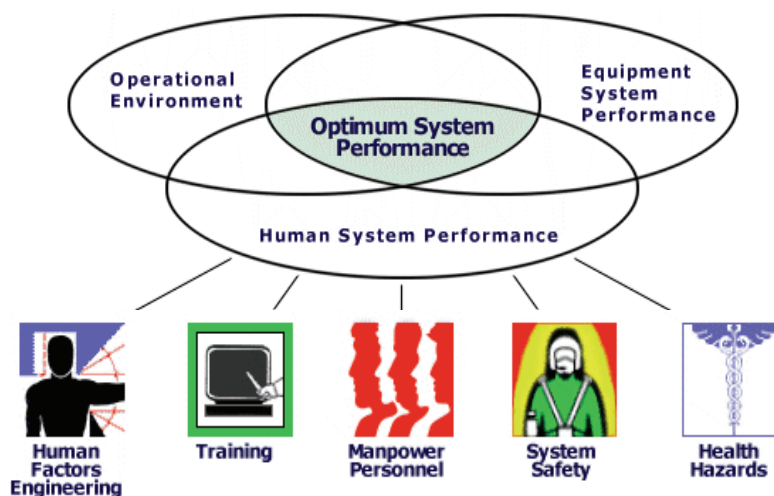 Operational
Environment
Equipment
System
Performance
Optimum System
Performance
Human System Performance
Human
Factors
Engineering
Training
Manpower
Personnel
System
Safety
Health
Hazards